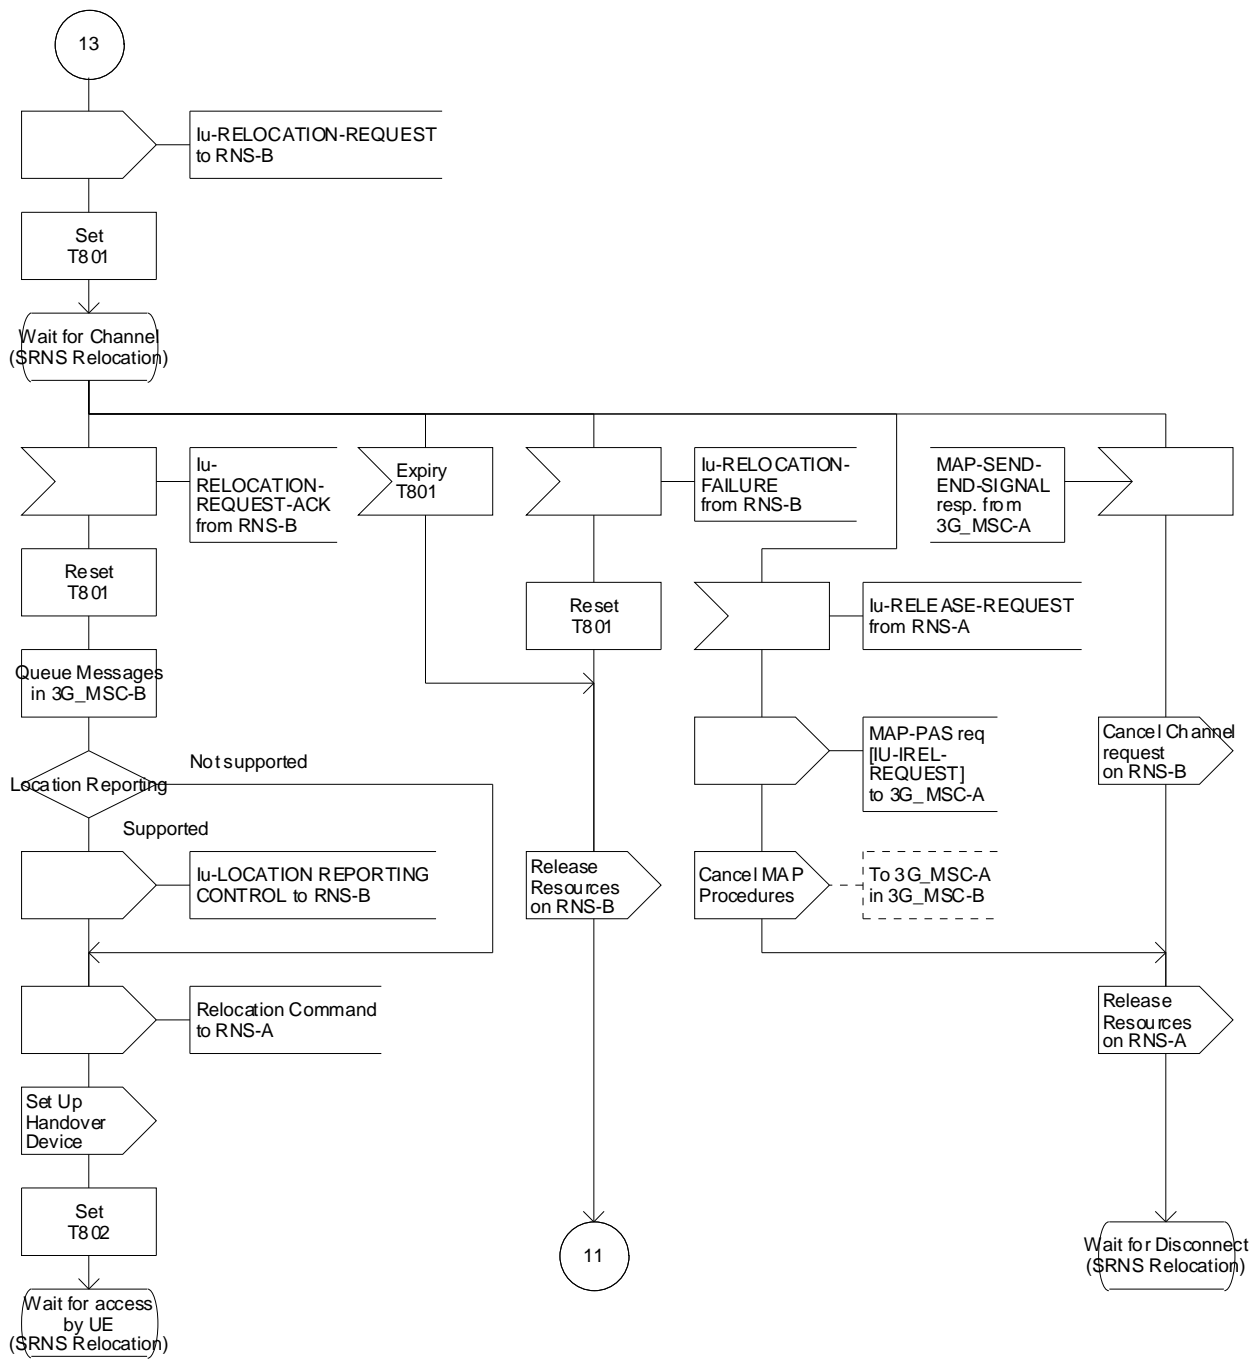 13
Iu-RELOCATION-REQUEST
to RNS-B
Set
T801
Wait for Channel
(SRNS Relocation)
Iu-
RELOCATION-
REQUEST-ACK
from RNS-B
Expiry
T801
Iu-RELOCATION-
FAILURE
from RNS-B
MAP-SEND-
END-SIGNAL
resp. from
3G_MSC-A
Reset
T801
Reset
T801
Iu-RELEASE-REQUEST
from RNS-A
Queue Messages
in 3G_MSC-B
MAP-PAS req
[IU-IREL-
REQUEST]
to 3G_MSC-A
Cancel Channel
request
on RNS-B
Location Reporting
Not supported
Supported
Iu-LOCATION REPORTING
CONTROL to RNS-B
Release
Resources
on RNS-B
Cancel MAP
Procedures
To 3G_MSC-A
in 3G_MSC-B
Relocation Command
to RNS-A
Release
Resources
on RNS-A
Set Up
Handover
Device
Set
T802
11
Wait for Disconnect
(SRNS Relocation)
Wait for access
by UE
(SRNS Relocation)